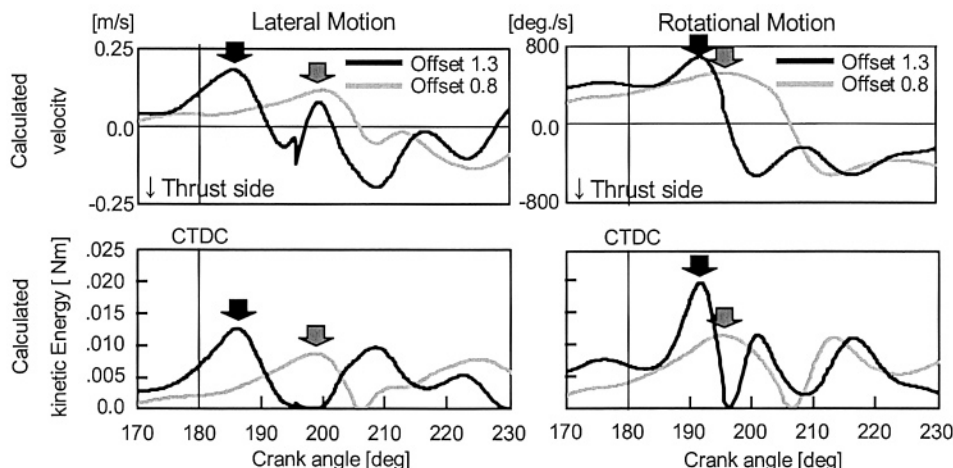 [m/s] Lateral Motion
0.25
0.0
-0.25
Calculated
velocity
Offset 1.3
Offset 0.8
↓ Thrust side
[deg./s] Rotational Motion
800
0.0
-800
Offset 1.3
Offset 0.8
↓ Thrust side
CTDC
.025
.020
.015
.010
.005
0.0
Calculated
kinetic Energy [ Nm]
170 180 190 200 210 220 230
Crank angle [deg]
CTDC
170 180 190 200 210 220 230
Crank angle [deg]